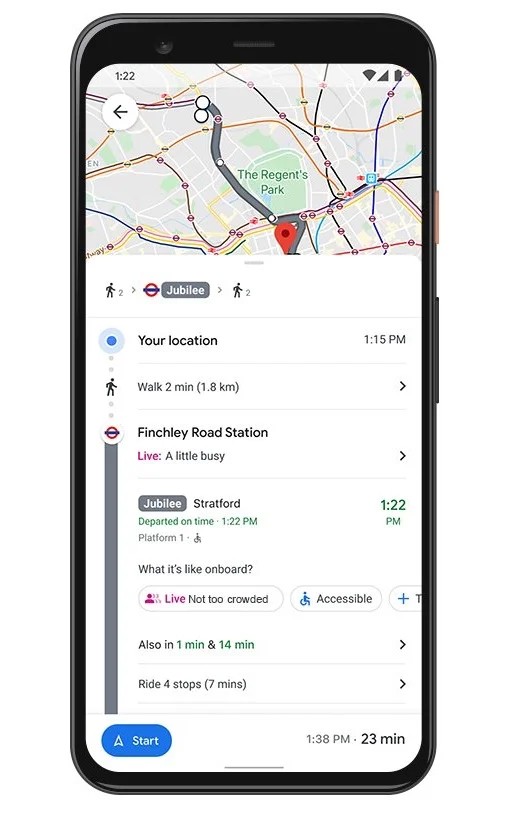 1:22
The Regent's
Park
EN
way
2 > Jubilee > 2
Your location 1:15 PM
Walk 2 min (1.8 km)
Finchley Road Station
Live: A little busy
Jubilee Stratford 1:22
Departed on time · 1:22 PM PM
Platform 1 ·
What it's like onboard?
Live Not too crowded Accessible + T
Also in 1 min & 14 min
Ride 4 stops (7 mins)
Start 1:38 PM · 23 min